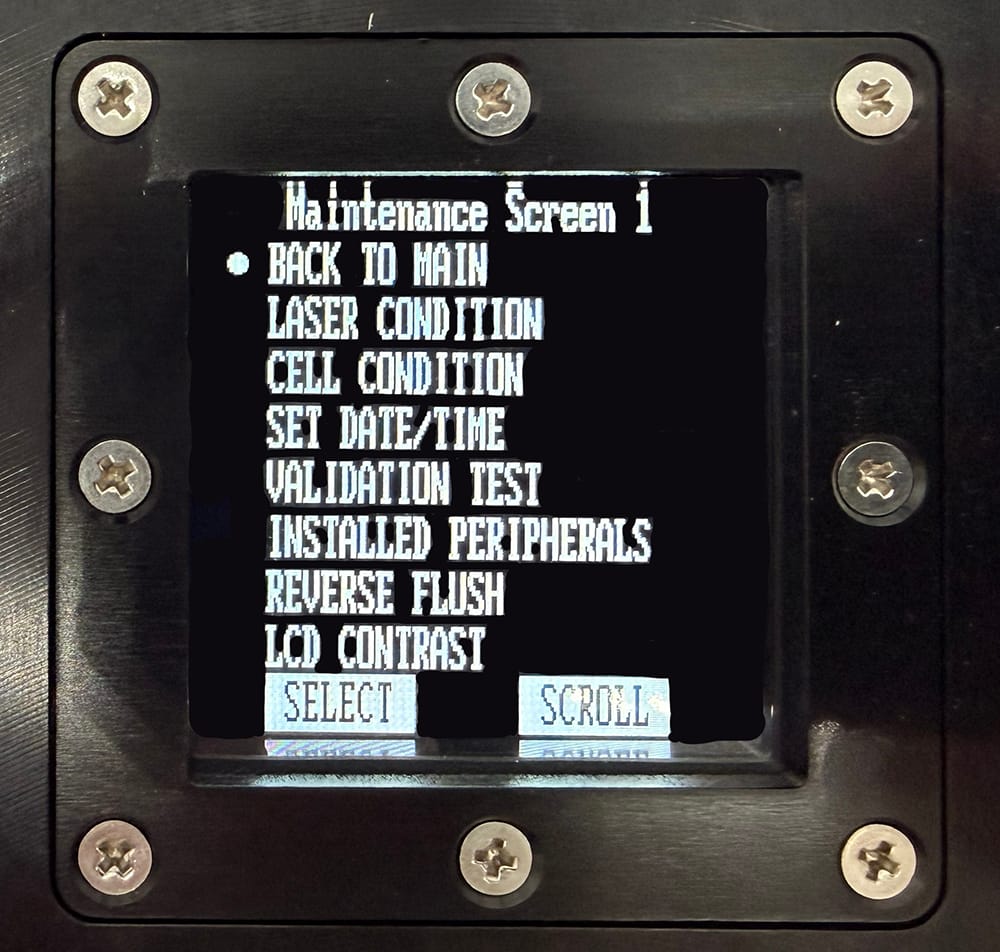 Maintenance Screen 1
BACK TO MAIN
LASER CONDITION
CELL CONDITION
SET DATE/TIME
VALIDATION TEST
INSTALLED PERIPHERALS
REVERSE FLUSH
LCD CONTRAST
SELECT SCROLL